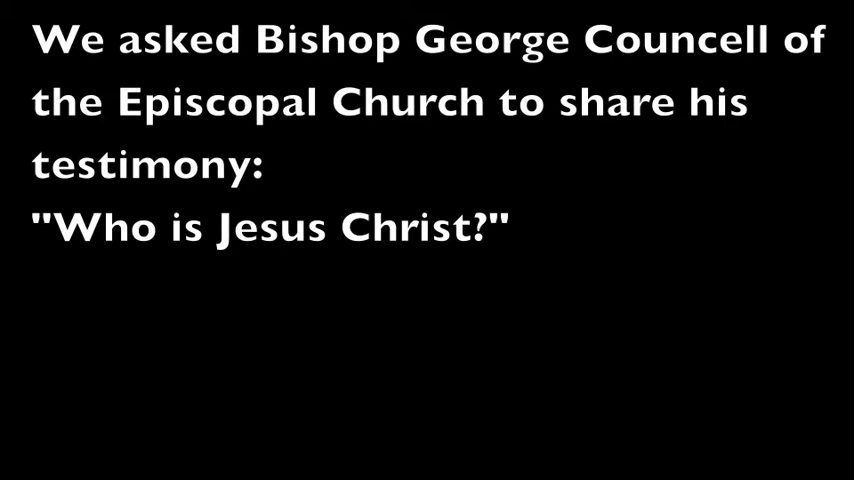 We asked Bishop George Councell of
the Episcopal Church to share his
testimony:
"Who is Jesus Christ?"